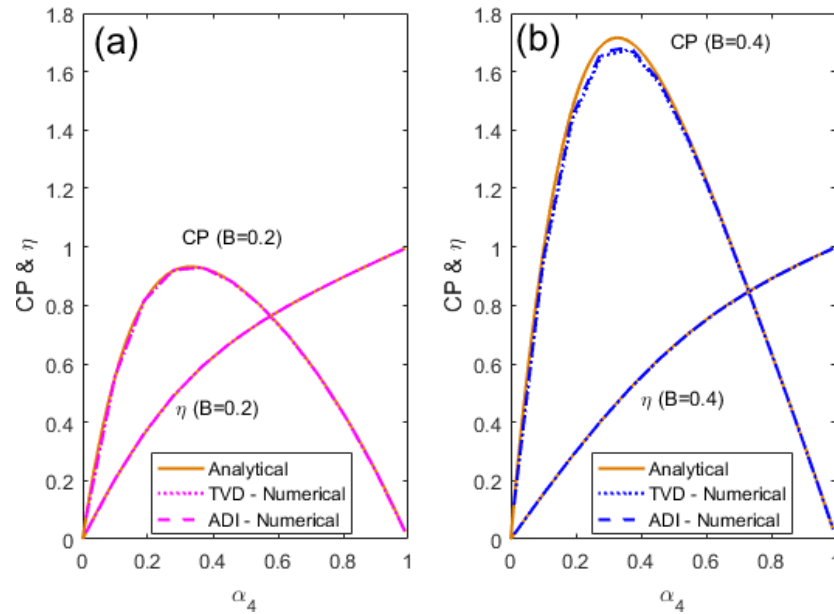 (a)
1.8
1.6
1.4
1.2
1
0.8
0.6
0.4
0.2
0
CP & η
CP (B=0.2)
η (B=0.2)
Analytical
TVD - Numerical
ADI - Numerical
0 0.2 0.4 0.6 0.8 1
α4
(b)
1.8
1.6
1.4
1.2
1
0.8
0.6
0.4
0.2
0
CP & η
CP (B=0.4)
η (B=0.4)
Analytical
TVD - Numerical
ADI - Numerical
0 0.2 0.4 0.6 0.8 1
α4